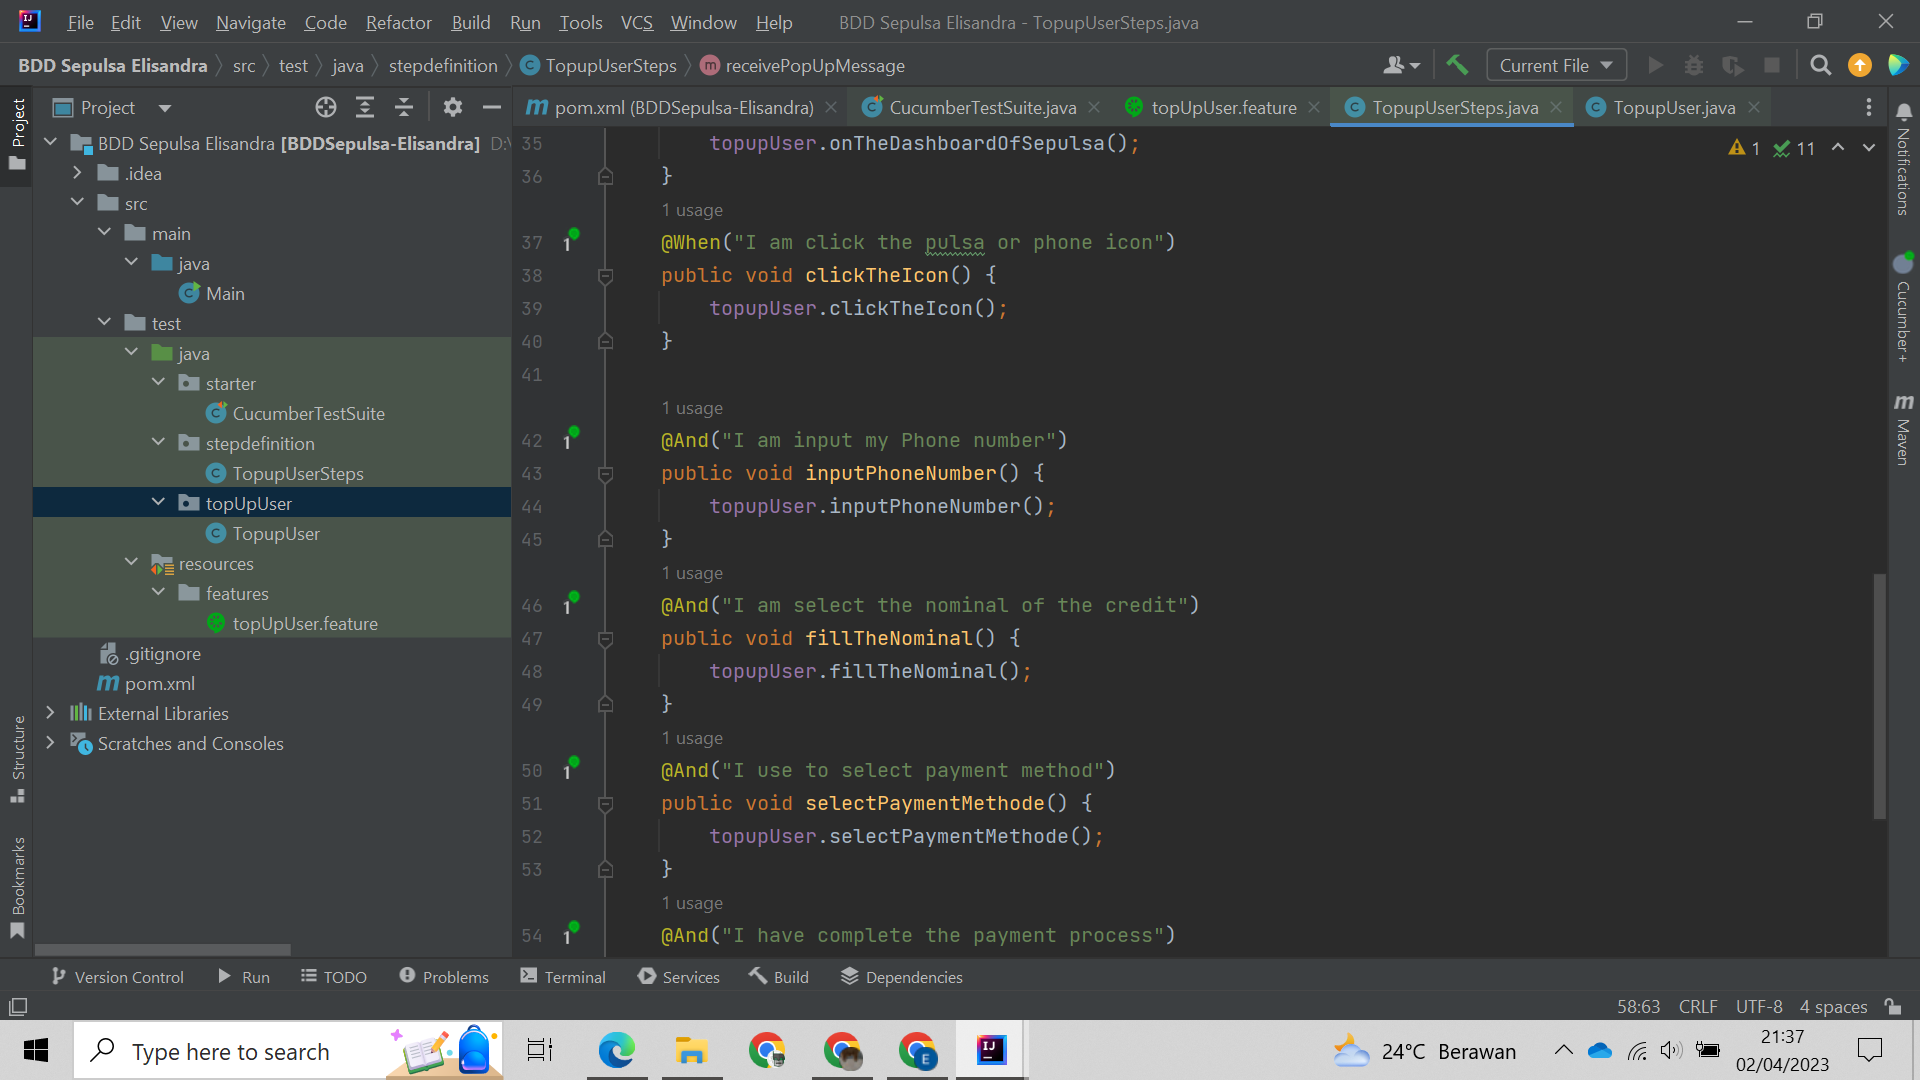 File Edit View Navigate Code Refactor Build Run Tools VCS Window Help BDD Sepulsa Elisandra - TopupUserSteps.java
BDD Sepulsa Elisandra src test java stepdefinition TopupUserSteps receivePopUpMessage Current File
Project
pom.xml (BDDSepulsa-Elisandra) CucumberTestSuite.java topUpUser.feature TopupUserSteps.java TopupUser.java
Project
BDD Sepulsa Elisandra [BDDSepulsa-Elisandra] D:\
.idea
src
main
java
Main
test
java
starter
CucumberTestSuite
stepdefinition
TopupUserSteps
topUpUser
TopupUser
resources
features
topUpUser.feature
.gitignore
pom.xml
External Libraries
Scratches and Consoles
Structure
Bookmarks
1 11
35 topupUser.onTheDashboardOfSepulsa();
36 }
1 usage
37 @When("I am click the pulsa or phone icon")
38 public void clickTheIcon() {
39 topupUser.clickTheIcon();
40 }
41
1 usage
42 @And("I am input my Phone number")
43 public void inputPhoneNumber() {
44 topupUser.inputPhoneNumber();
45 }
1 usage
46 @And("I am select the nominal of the credit")
47 public void fillTheNominal() {
48 topupUser.fillTheNominal();
49 }
1 usage
50 @And("I use to select payment method")
51 public void selectPaymentMethode() {
52 topupUser.selectPaymentMethode();
53 }
1 usage
54 @And("I have complete the payment process")
Notifications
Cucumber+
Maven
Version Control Run TODO Problems Terminal Services Build Dependencies
58:63 CRLF UTF-8 4 spaces
Type here to search
24°C Berawan
21:37
02/04/2023